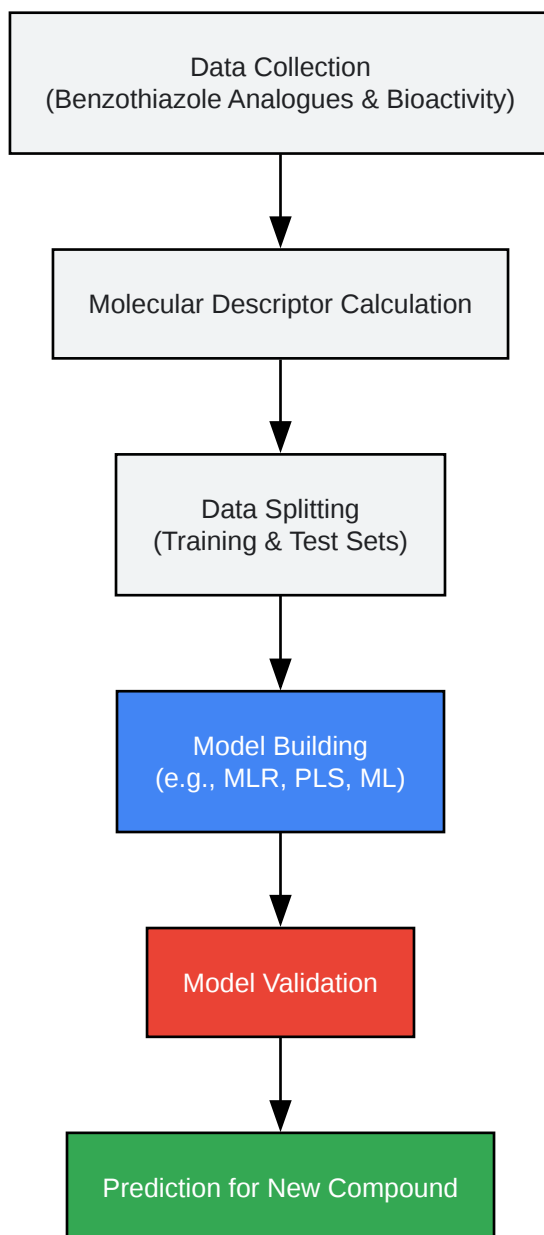 Data Collection
(Benzothiazole Analogues & Bioactivity)
Molecular Descriptor Calculation
Data Splitting
(Training & Test Sets)
Model Building
(e.g., MLR, PLS, ML)
Model Validation
Prediction for New Compound